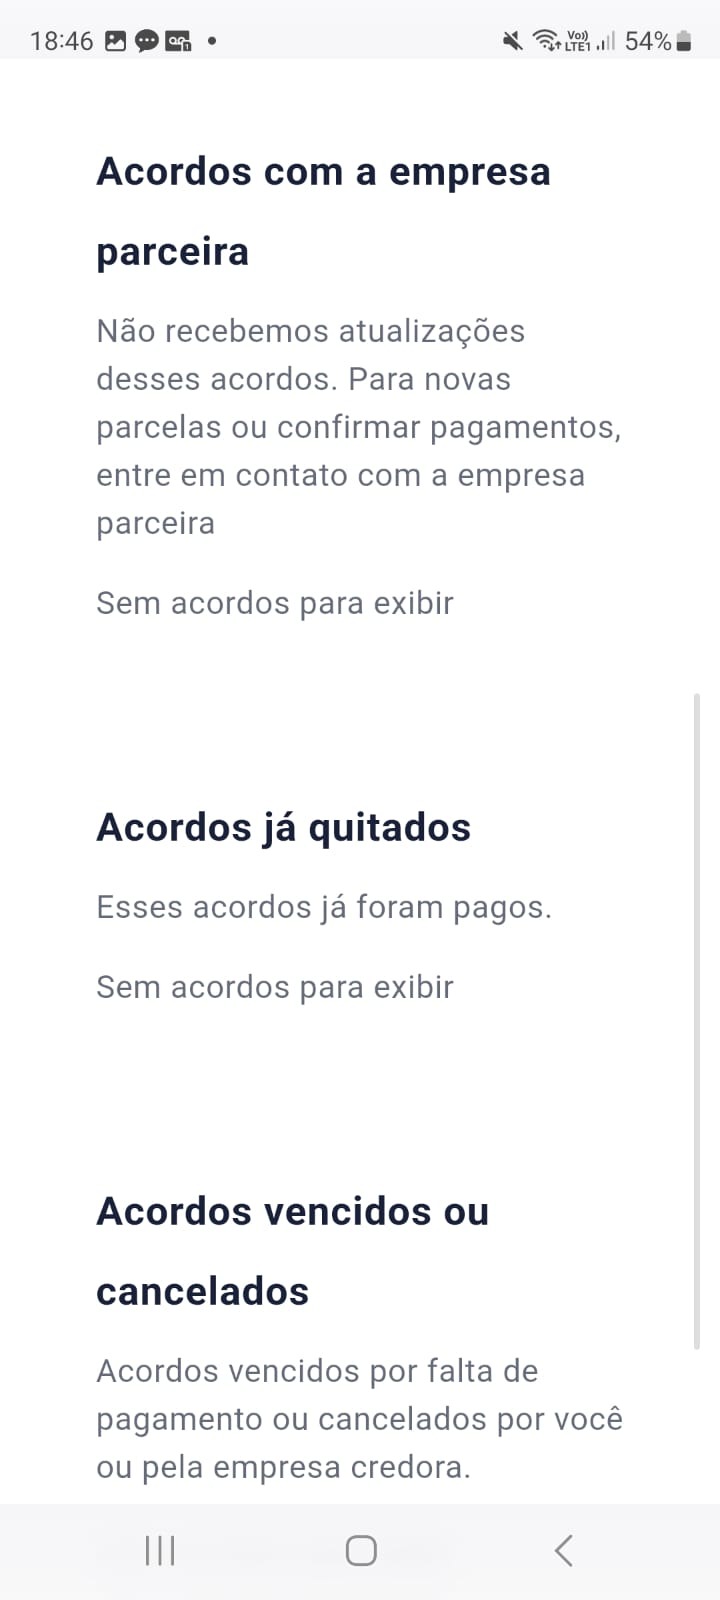 18:46 54%
Vo))
LTE1
Acordos com a empresa
parceira
Não recebemos atualizações
desses acordos. Para novas
parcelas ou confirmar pagamentos,
entre em contato com a empresa
parceira
Sem acordos para exibir
Acordos já quitados
Esses acordos já foram pagos.
Sem acordos para exibir
Acordos vencidos ou
cancelados
Acordos vencidos por falta de
pagamento ou cancelados por você
ou pela empresa credora.